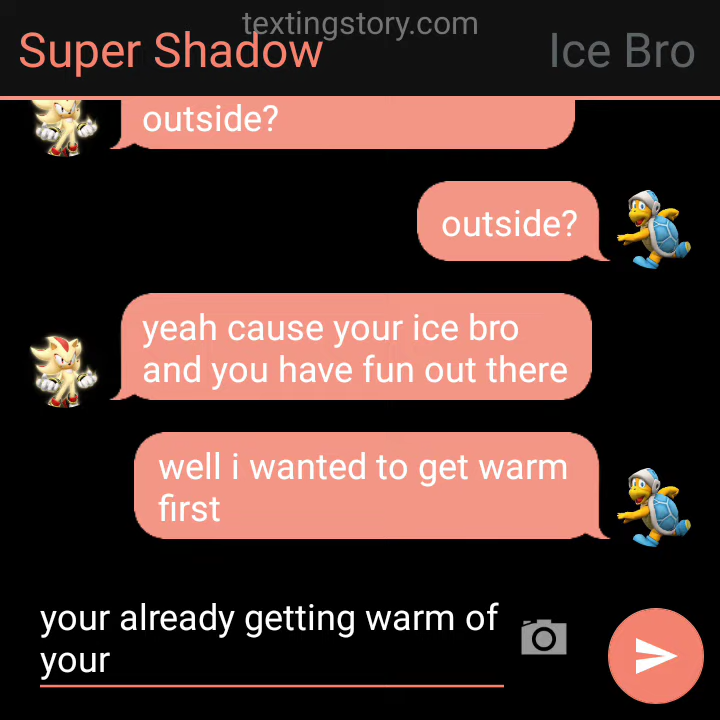 textingstory.com
Super Shadow
Ice Bro
outside?
outside?
yeah cause your ice bro
and you have fun out there
well i wanted to get warm
first
your already getting warm of
your